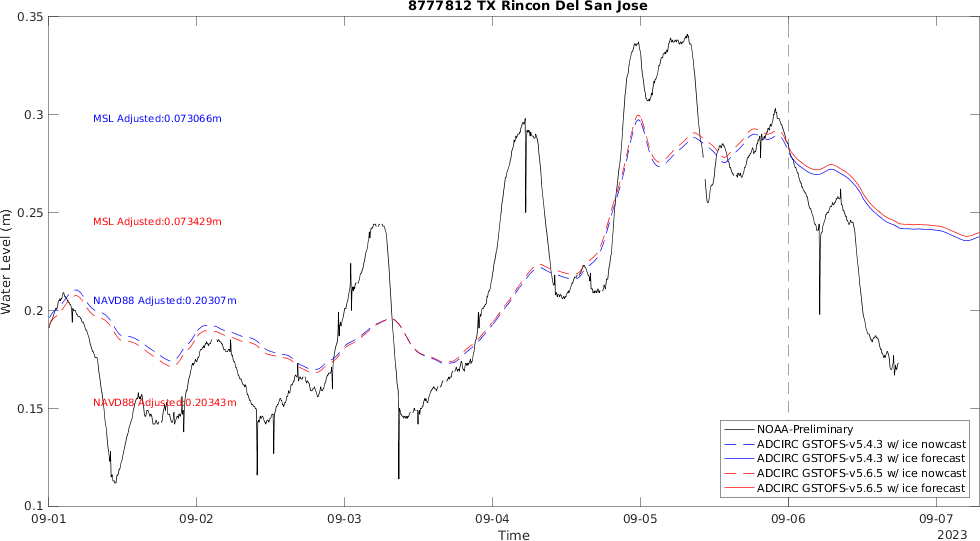 8777812 TX Rincon Del San Jose
0.35
0.3
0.25
0.2
0.15
0.1
Water Level (m)
MSL Adjusted:0.073066m
MSL Adjusted:0.073429m
NAVD88 Adjusted:0.20307m
NAVD88 Adjusted:0.20343m
NOAA-Preliminary
ADCIRC GSTOFS-v5.4.3 w/ ice nowcast
ADCIRC GSTOFS-v5.4.3 w/ ice forecast
ADCIRC GSTOFS-v5.6.5 w/ ice nowcast
ADCIRC GSTOFS-v5.6.5 w/ ice forecast
09-01 09-02 09-03 09-04 09-05 09-06 09-07
Time
2023